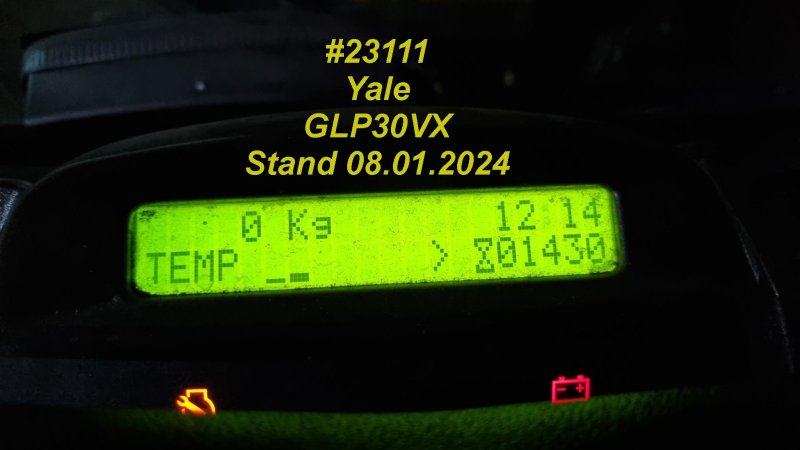 #23111
Yale
GLP30VX
Stand 08.01.2024
0 Kg 12 14
TEMP > 01430